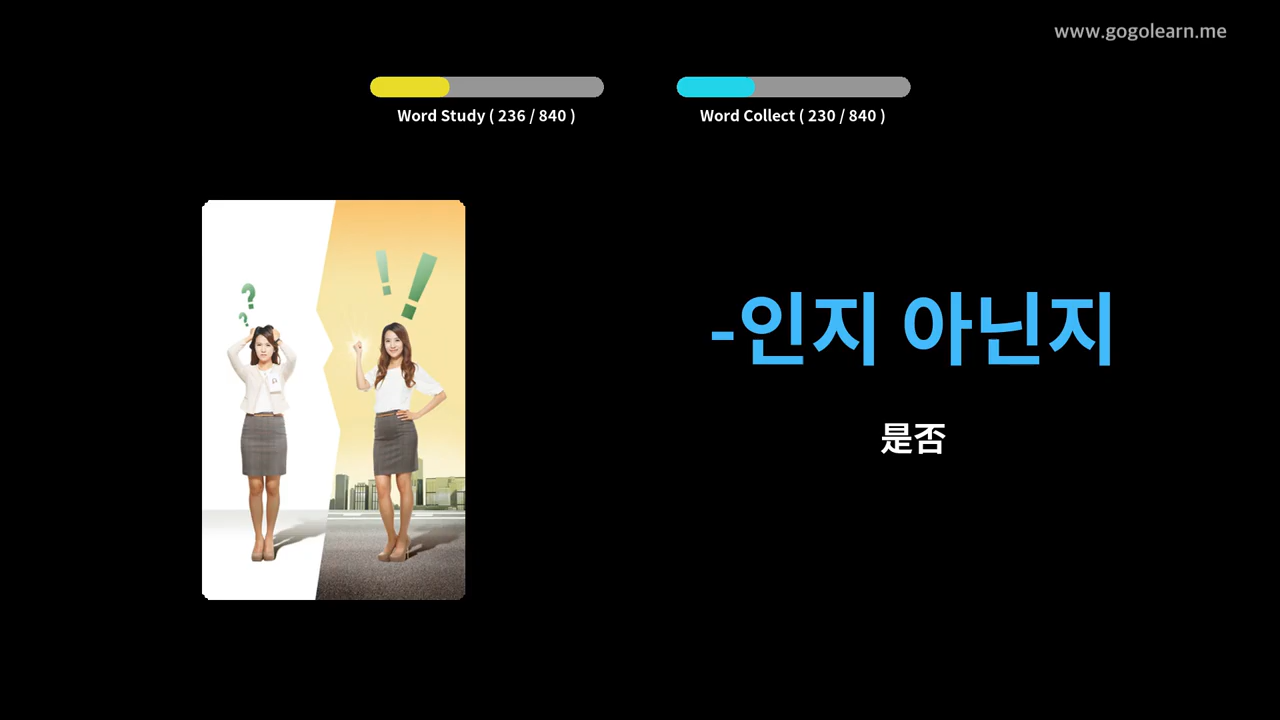 www.gogolearn.me
Word Study ( 236 / 840 )
Word Collect ( 230 / 840 )
-인지 아닌지
是否